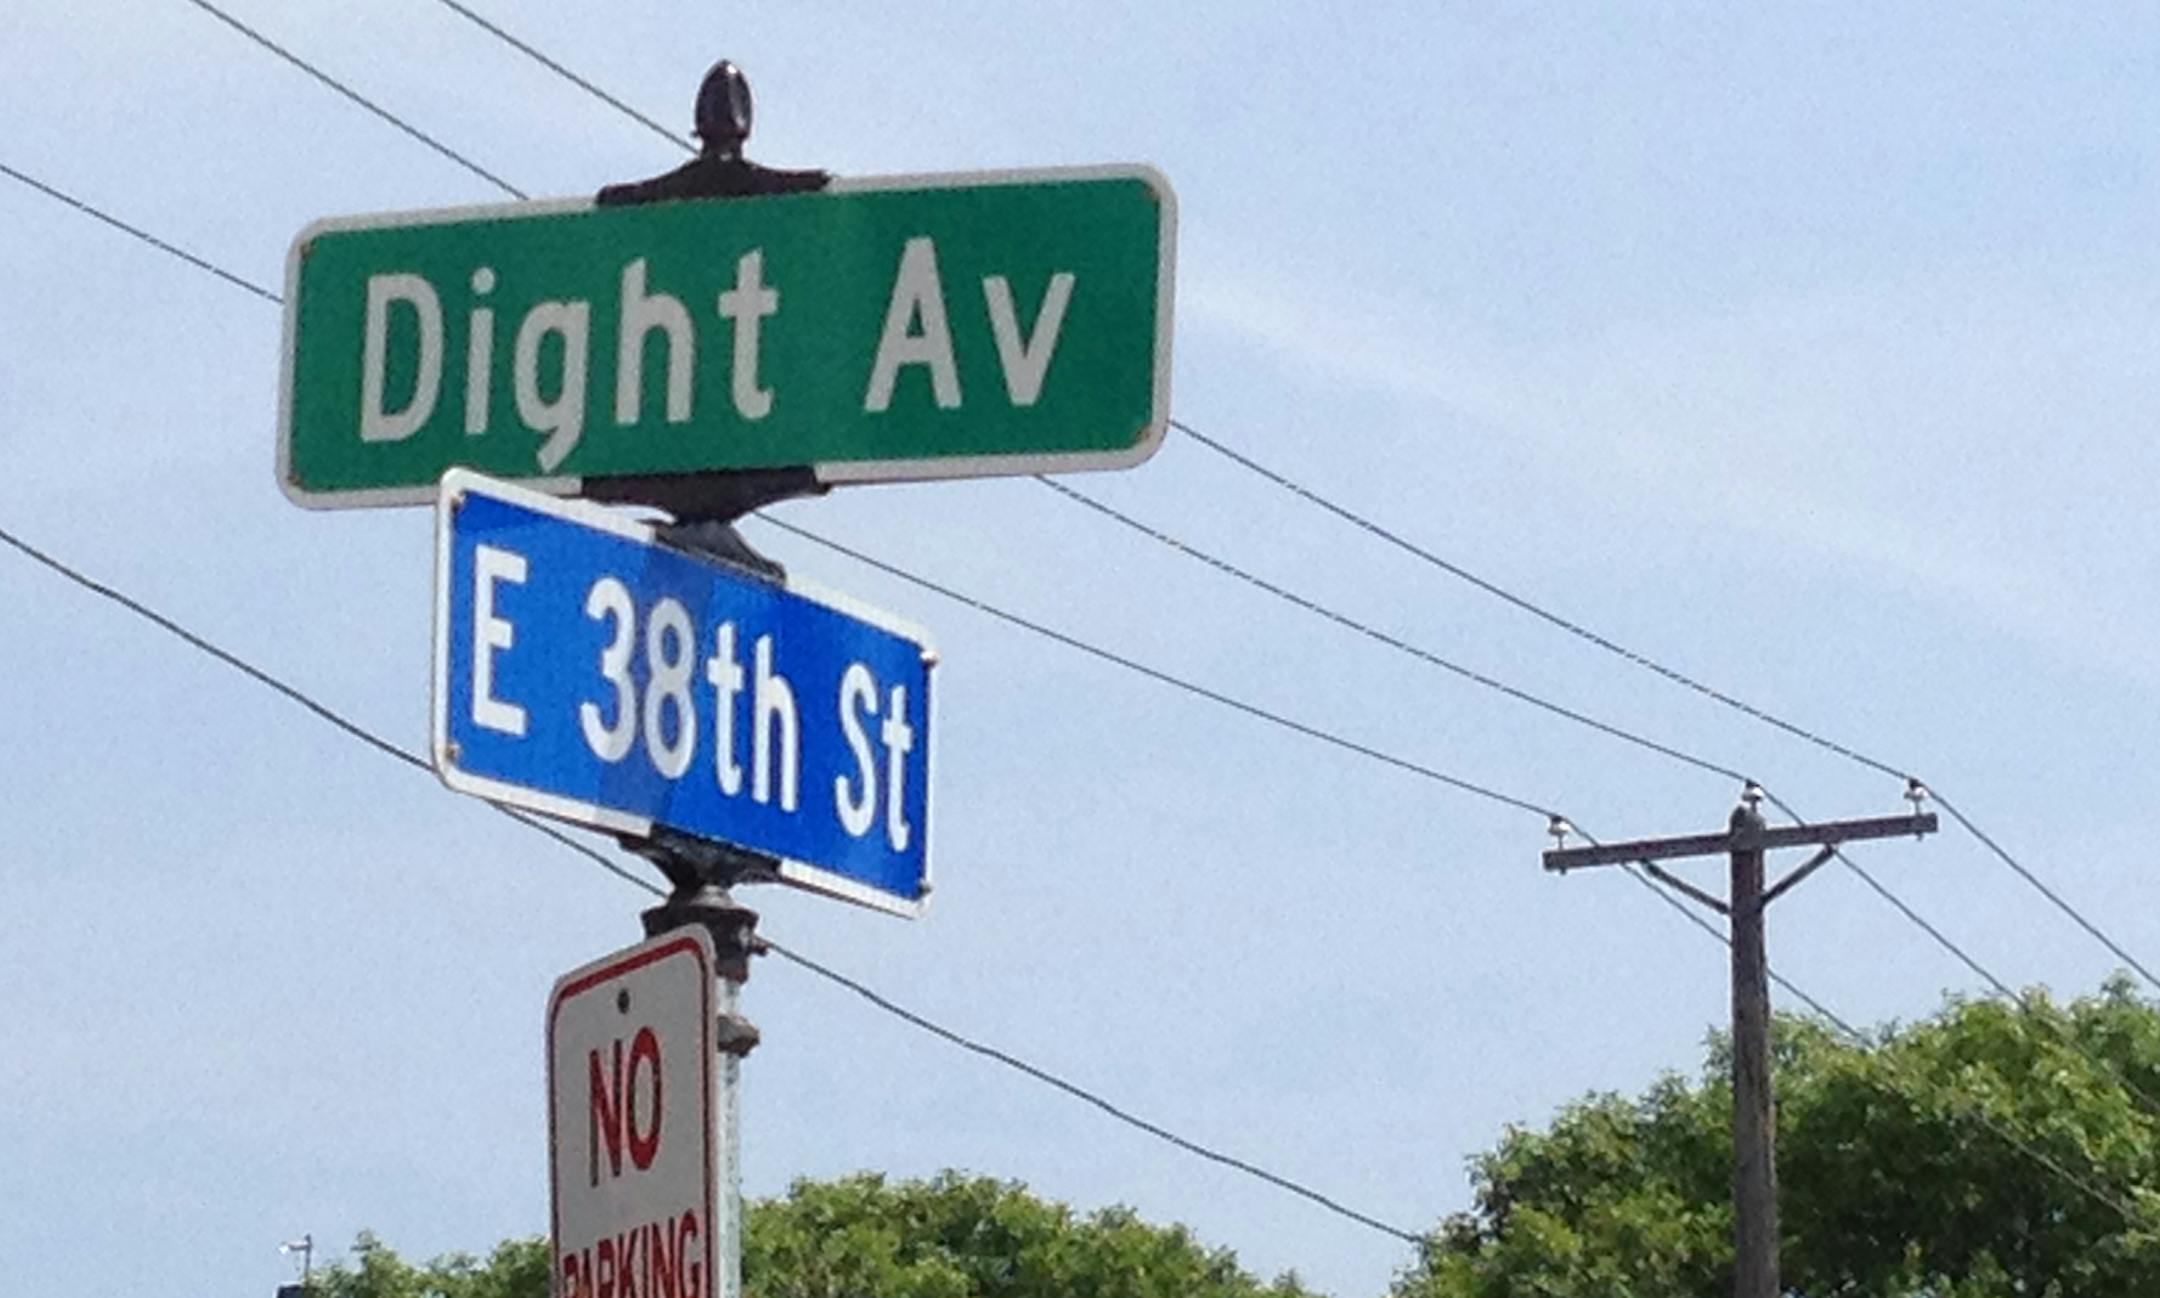 Dight Av
E 38th St
NO
PARKING